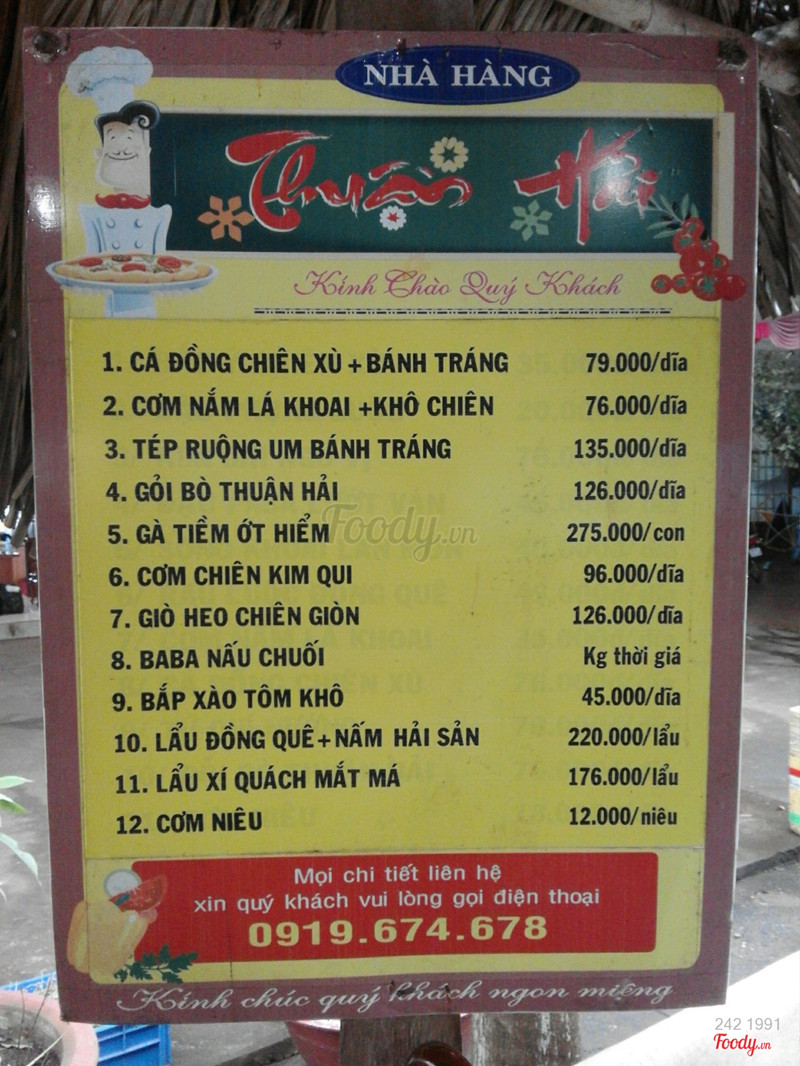 NHÀ HÀNG
Thuận Hải
Kính Chào Quý Khách
1. CÁ ĐỒNG CHIÊN XÙ + BÁNH TRÁNG 79.000/dĩa
2. CƠM NẮM LÁ KHOAI +KHÔ CHIÊN 76.000/dĩa
3. TÉP RUỘNG UM BÁNH TRÁNG 135.000/dĩa
4. GỎI BÒ THUẬN HẢI 126.000/dĩa
5. GÀ TIỀM ỚT HIỂM 275.000/con
6. CƠM CHIÊN KIM QUI 96.000/dĩa
7. GIÒ HEO CHIÊN GIÒN 126.000/dĩa
8. BABA NẤU CHUỐI Kg thời giá
9. BẮP XÀO TÔM KHÔ 45.000/dĩa
10. LẨU ĐỒNG QUÊ+NẤM HẢI SẢN 220.000/lẩu
11. LẨU XÍ QUÁCH MẮT MÁ 176.000/lẩu
12. CƠM NIÊU 12.000/niêu
Mọi chi tiết liên hệ
xin quý khách vui lòng gọi điện thoại
0919.674.678
Kính chúc quý khách ngon miệng
Foody.vn
242 1991
Foody.vn